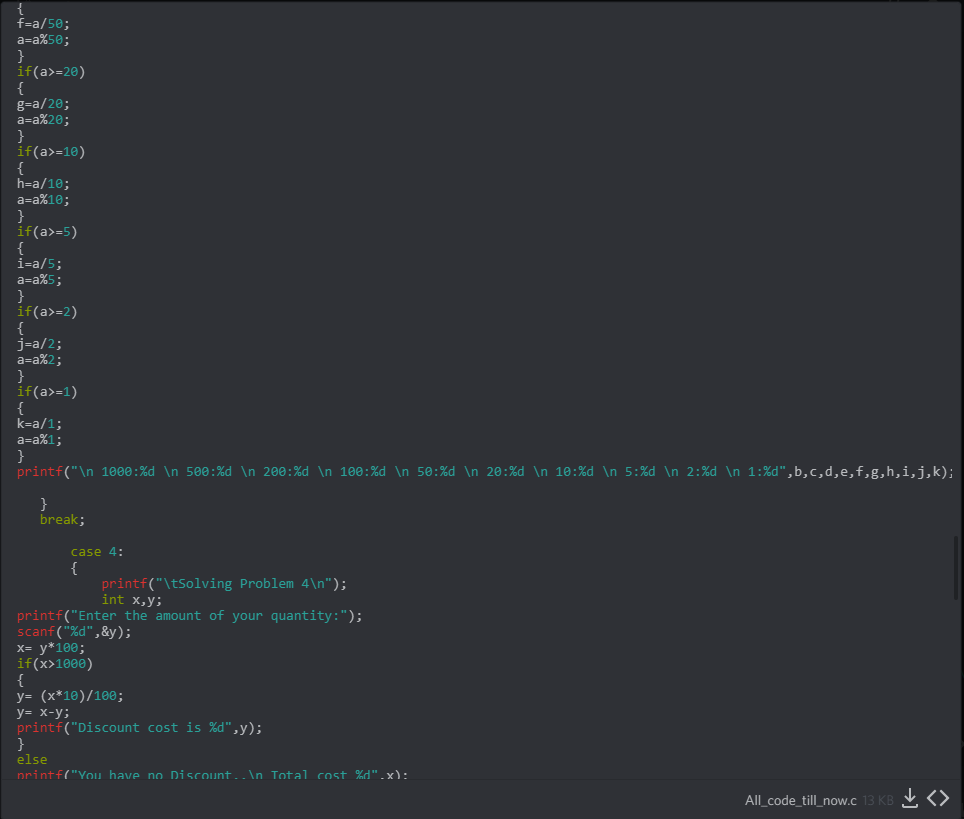 {
f=a/50;
a=a%50;
}
if(a>=20)
{
g=a/20;
a=a%20;
}
if(a>=10)
{
h=a/10;
a=a%10;
}
if(a>=5)
{
i=a/5;
a=a%5;
}
if(a>=2)
{
j=a/2;
a=a%2;
}
if(a>=1)
{
k=a/1;
a=a%1;
}
printf("\n 1000:%d \n 500:%d \n 200:%d \n 100:%d \n 50:%d \n 20:%d \n 10:%d \n 5:%d \n 2:%d \n 1:%d",b,c,d,e,f,g,h,i,j,k);
}
break;
case 4:
{
printf("\tSolving Problem 4\n");
int x,y;
printf("Enter the amount of your quantity:");
scanf("%d",&y);
x= y*100;
if(x>1000)
{
y= (x*10)/100;
y= x-y;
printf("Discount cost is %d",y);
}
else
printf("You have no Discount..\n Total cost %d",x);
All_code_till_now.c 13 KB